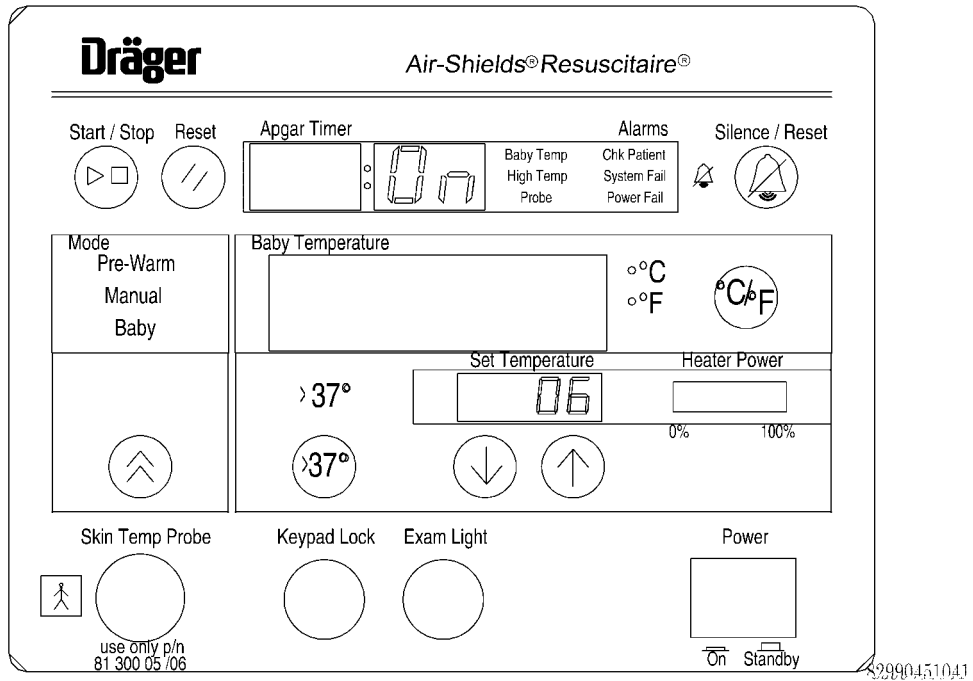 Dräger
Air-Shields® Resuscitaire®
Start / Stop Reset Apgar Timer Alarms Silence / Reset
: On
Baby Temp Chk Patient
High Temp System Fail
Probe Power Fail
Mode
Pre-Warm
Manual
Baby
Baby Temperature
°C
°F
°C/°F
Set Temperature Heater Power
06
0% 100%
>37°
>37°
Skin Temp Probe Keypad Lock Exam Light Power
use only p/n
81 300 05 /06
On Standby
82990451041